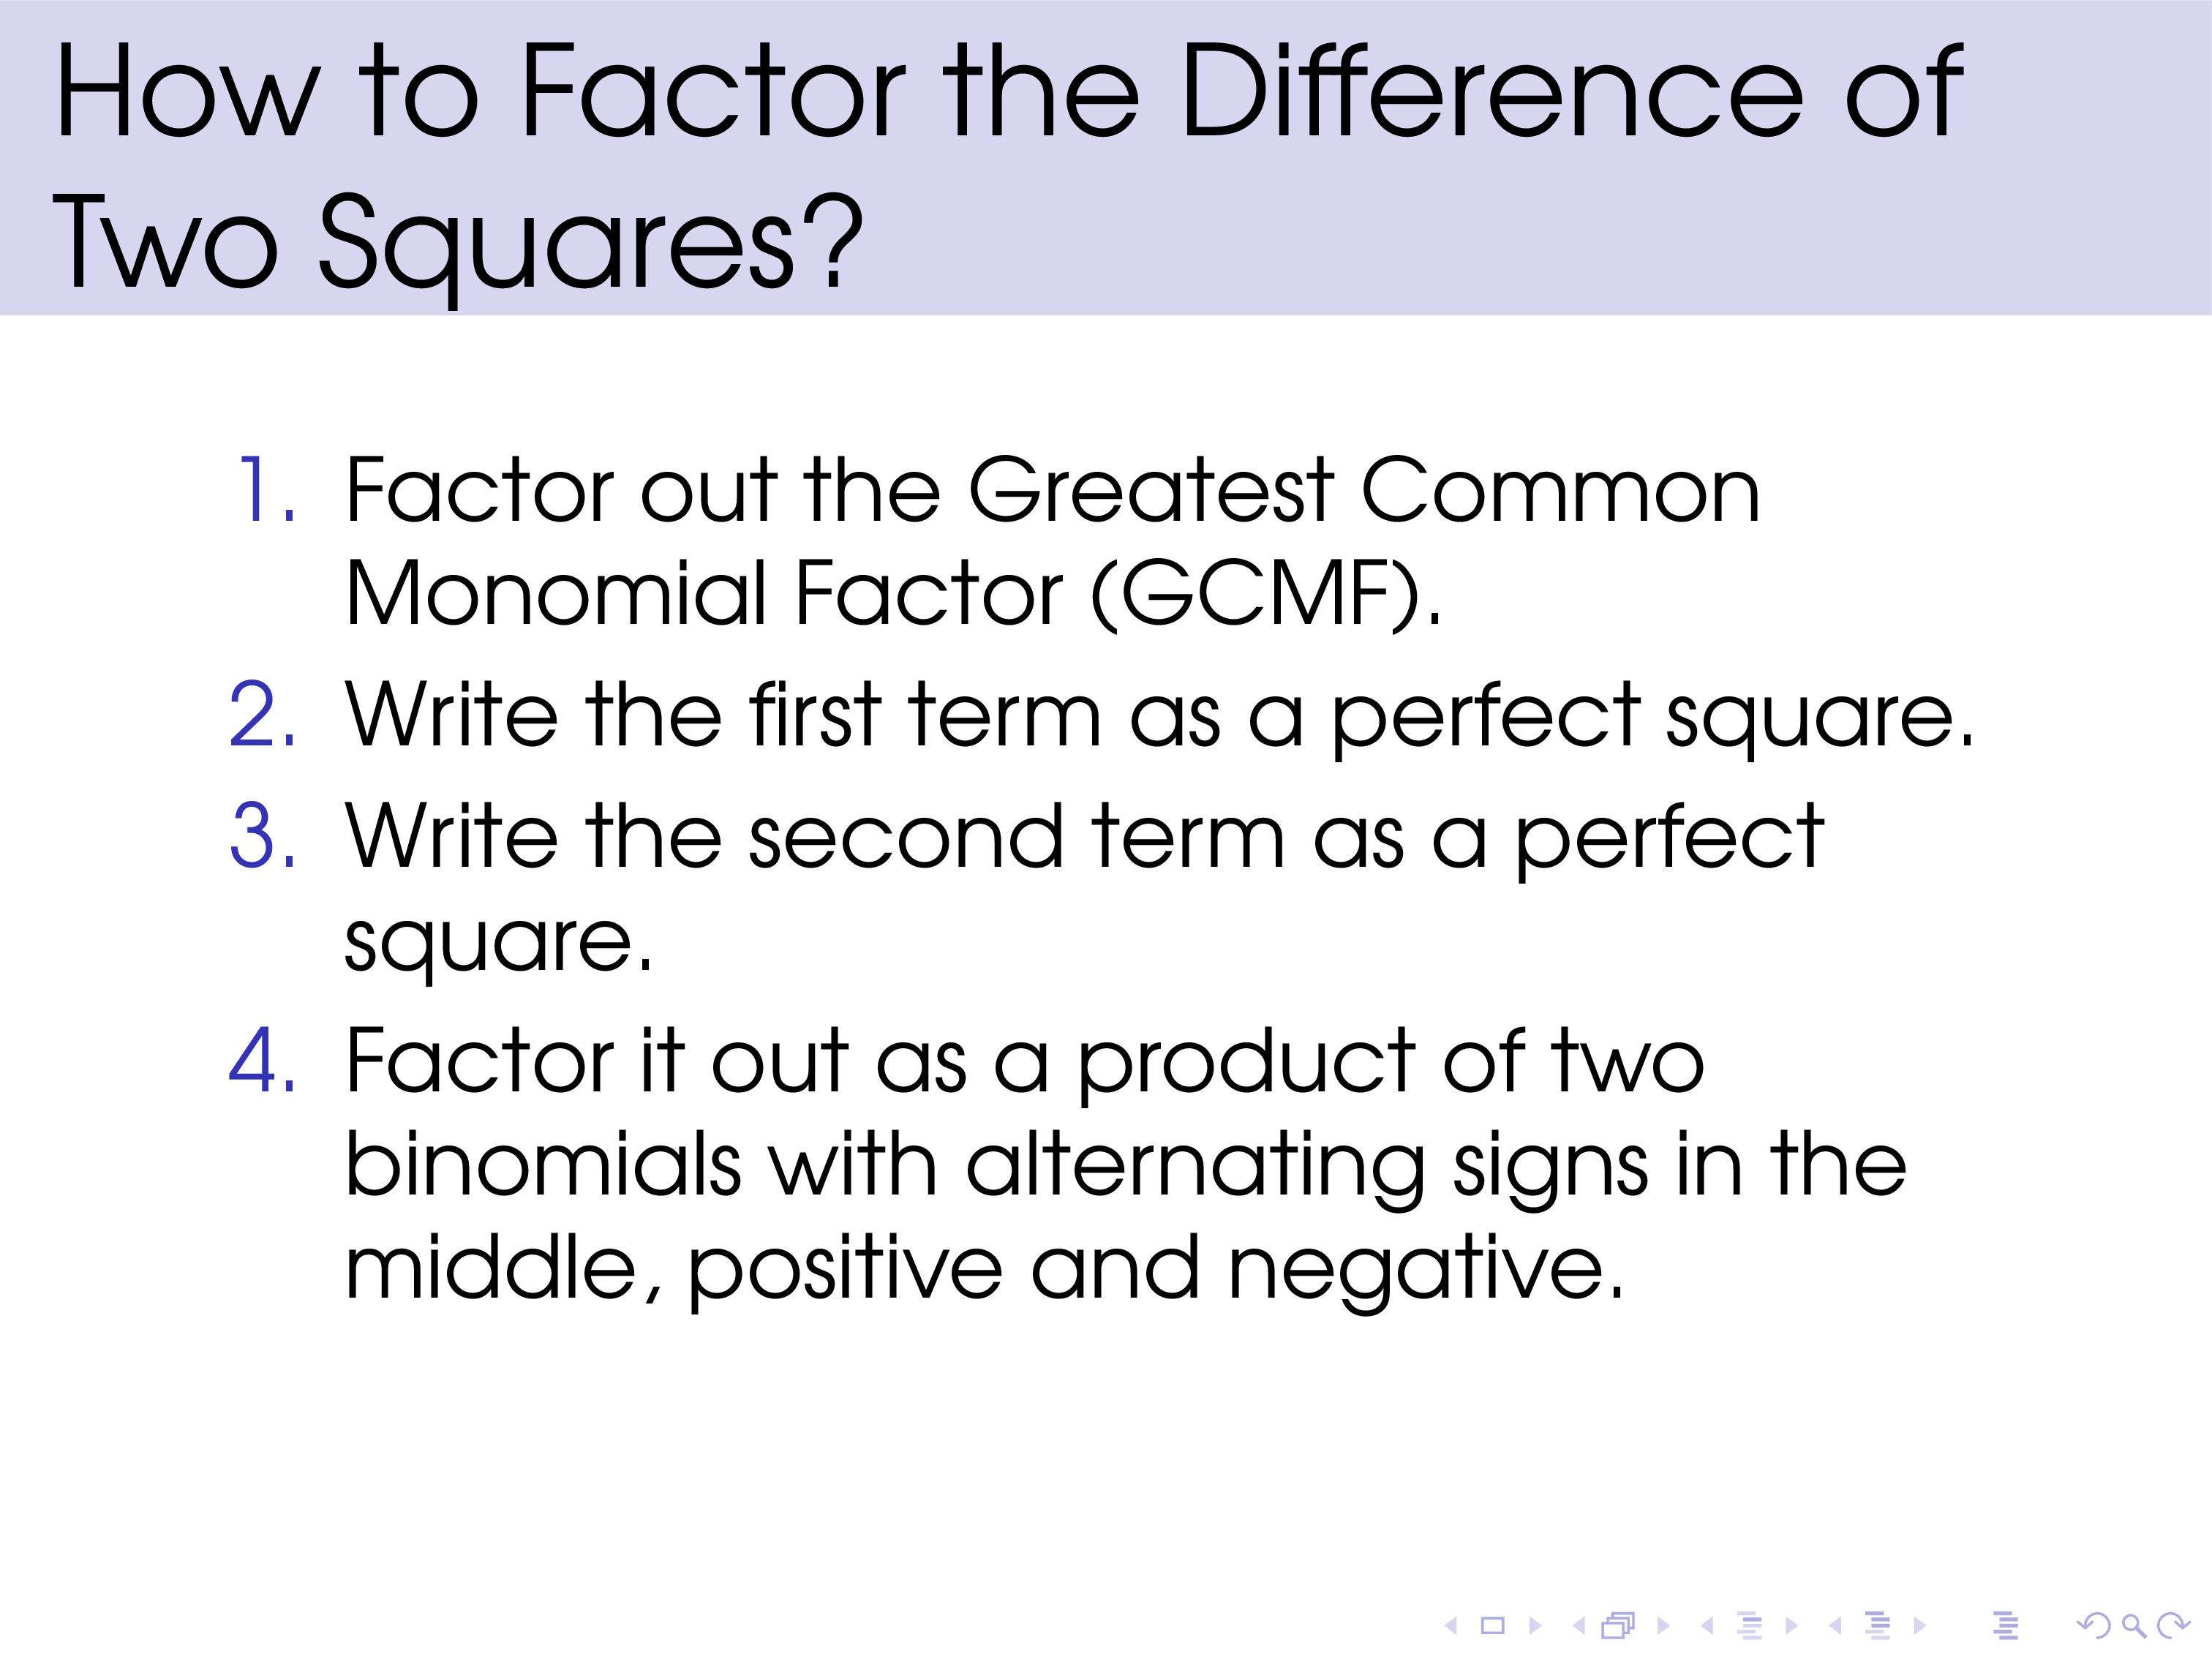 How to Factor the Difference of
Two Squares?
1. Factor out the Greatest Common
Monomial Factor (GCMF).
2. Write the first term as a perfect square.
3. Write the second term as a perfect
square.
4. Factor it out as a product of two
binomials with alternating signs in the
middle, positive and negative.